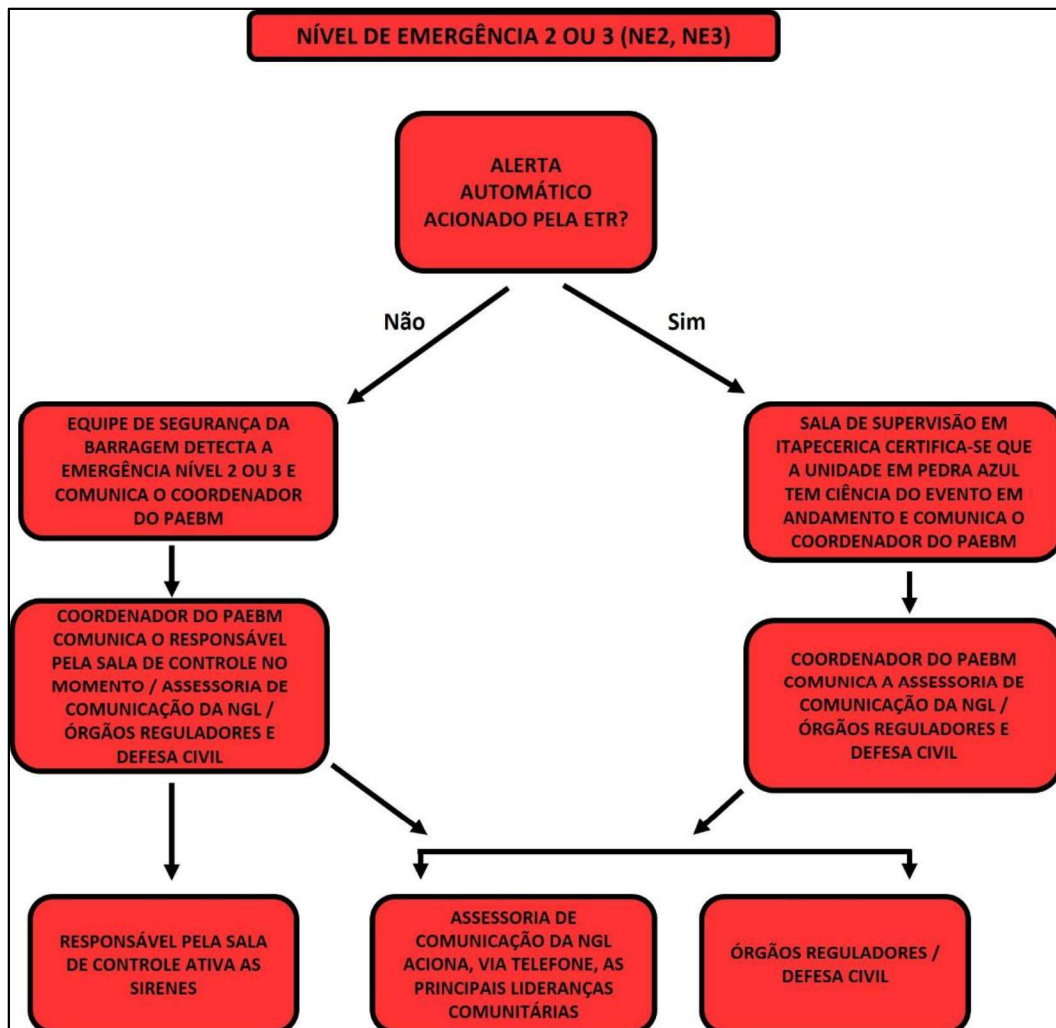 NÍVEL DE EMERGÊNCIA 2 OU 3 (NE2, NE3)
ALERTA
AUTOMÁTICO
ACIONADO PELA ETR?
Não
Sim
EQUIPE DE SEGURANÇA DA
BARRAGEM DETECTA A
EMERGÊNCIA NÍVEL 2 OU 3 E
COMUNICA O COORDENADOR
DO PAEBM
SALA DE SUPERVISÃO EM
ITAPECERICA CERTIFICA-SE QUE
A UNIDADE EM PEDRA AZUL
TEM CIÊNCIA DO EVENTO EM
ANDAMENTO E COMUNICA O
COORDENADOR DO PAEBM
COORDENADOR DO PAEBM
COMUNICA O RESPONSÁVEL
PELA SALA DE CONTROLE NO
MOMENTO / ASSESSORIA DE
COMUNICAÇÃO DA NGL /
ÓRGÃOS REGULADORES E
DEFESA CIVIL
COORDENADOR DO PAEBM
COMUNICA A ASSESSORIA DE
COMUNICAÇÃO DA NGL /
ÓRGÃOS REGULADORES E
DEFESA CIVIL
RESPONSÁVEL PELA SALA
DE CONTROLE ATIVA AS
SIRENES
ASSESSORIA DE
COMUNICAÇÃO DA NGL
ACIONA, VIA TELEFONE, AS
PRINCIPAIS LIDERANÇAS
COMUNITÁRIAS
ÓRGÃOS REGULADORES /
DEFESA CIVIL